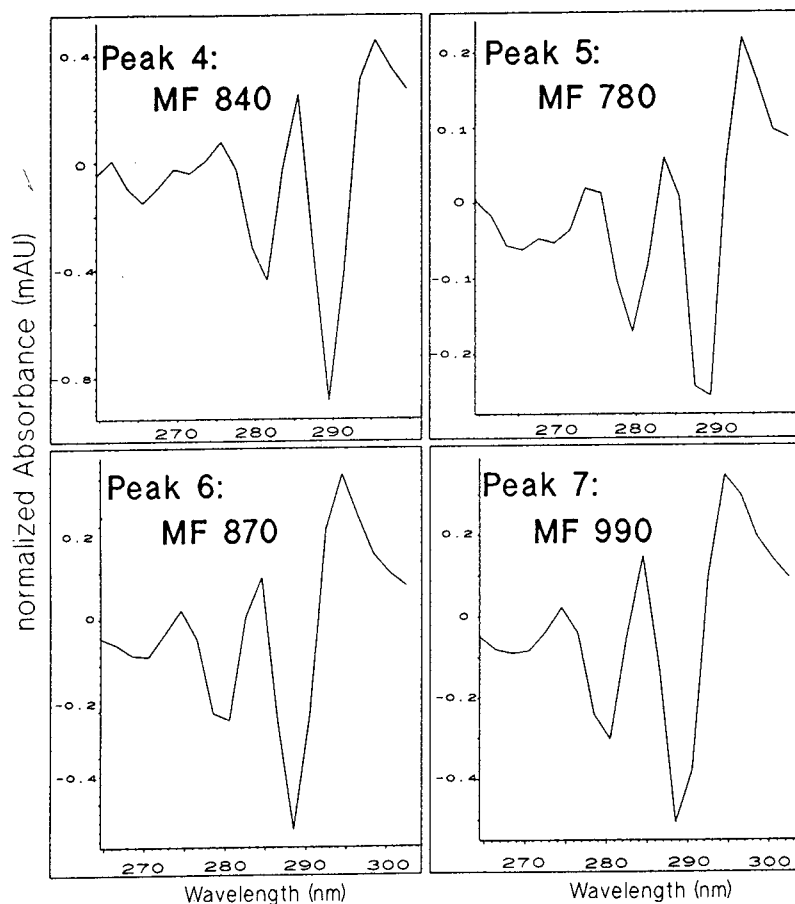 normalized Absorbance (mAU)
Peak 4:
MF 840
0.4
0
-0.4
-0.8
270 280 290
Peak 5:
MF 780
0.2
0.1
0
-0.1
-0.2
270 280 290
Peak 6:
MF 870
0.2
0
-0.2
-0.4
270 280 290 300
Wavelength (nm)
Peak 7:
MF 990
0.2
0
-0.2
-0.4
270 280 290 300
Wavelength (nm)